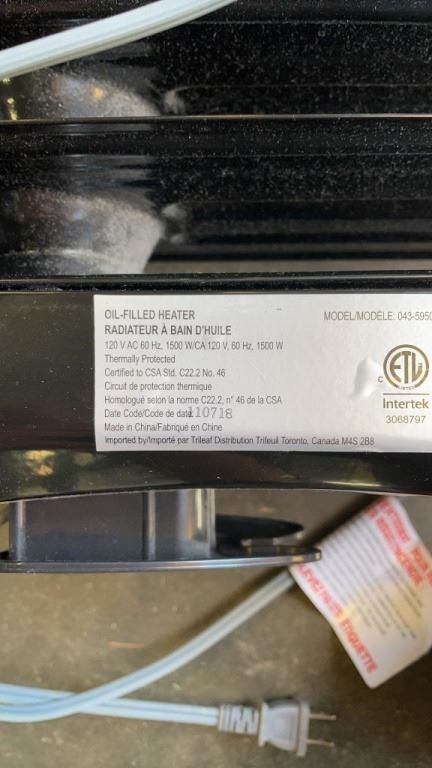 OIL-FILLED HEATER
MODEL/MODÈLE: 043-5950
RADIATEUR À BAIN D'HUILE
120 V AC 60 Hz, 1500 W/CA 120 V, 60 Hz, 1500 W
Thermally Protected
Certified to CSA Std. C22.2 No. 46
Circuit de protection thermique
Homologué selon la norme C22.2, n° 46 de la CSA
Date Code/Code de date 110718
Made in China/Fabriqué en Chine
Imported by/Importé par Trileaf Distribution Trifeuil Toronto, Canada M4S 2B8
C
ETL
LISTED
Intertek
3068797
ÉTIQUETTE